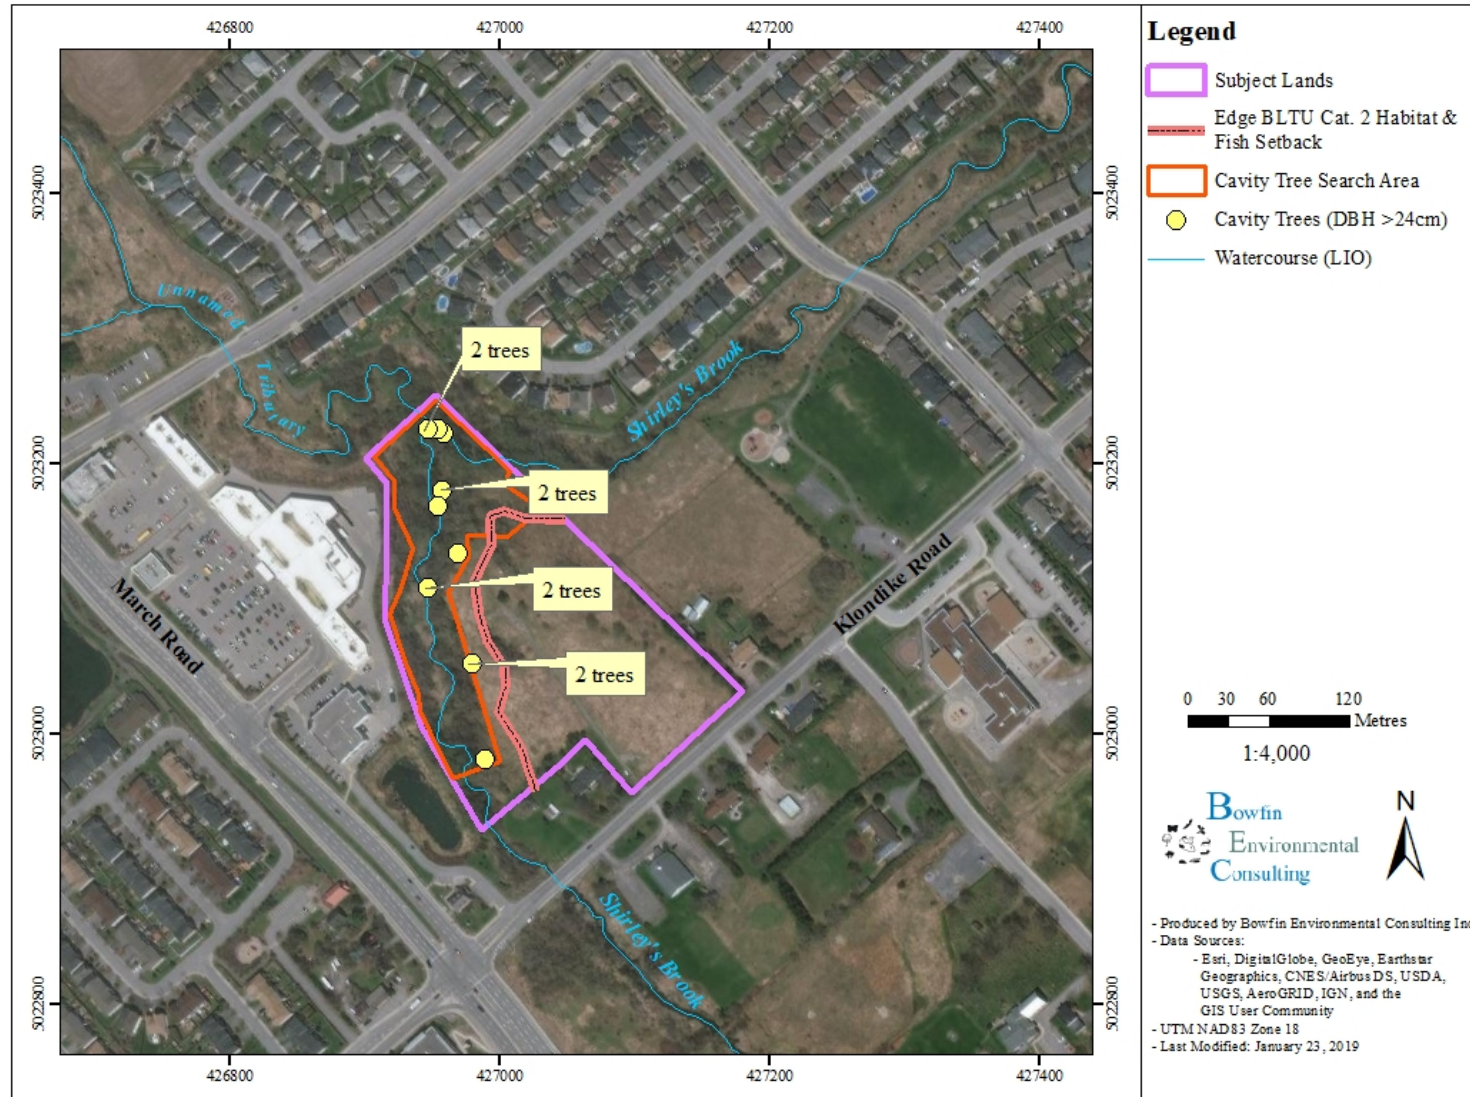 426800 427000 427200 427400
5023400 5023400
5023200 5023200
5023000 5023000
5022800 5022800
426800 427000 427200 427400
Unnamed
Tributary
2 trees
Shirley's Brook
2 trees
2 trees
2 trees
March Road
Klondike Road
Shirley's Brook
Legend
Subject Lands
Edge BLTU Cat. 2 Habitat &
Fish Setback
Cavity Tree Search Area
Cavity Trees (DBH >24cm)
Watercourse (LIO)
0 30 60 120
Metres
1:4,000
Bowfin
Environmental
Consulting
N
- Produced by Bowfin Environmental Consulting Inc
- Data Sources:
- Esri, DigitalGlobe, GeoEye, Earthstar
Geographics, CNES/Airbus DS, USDA,
USGS, AeroGRID, IGN, and the
GIS User Community
- UTM NAD83 Zone 18
- Last Modified: January 23, 2019